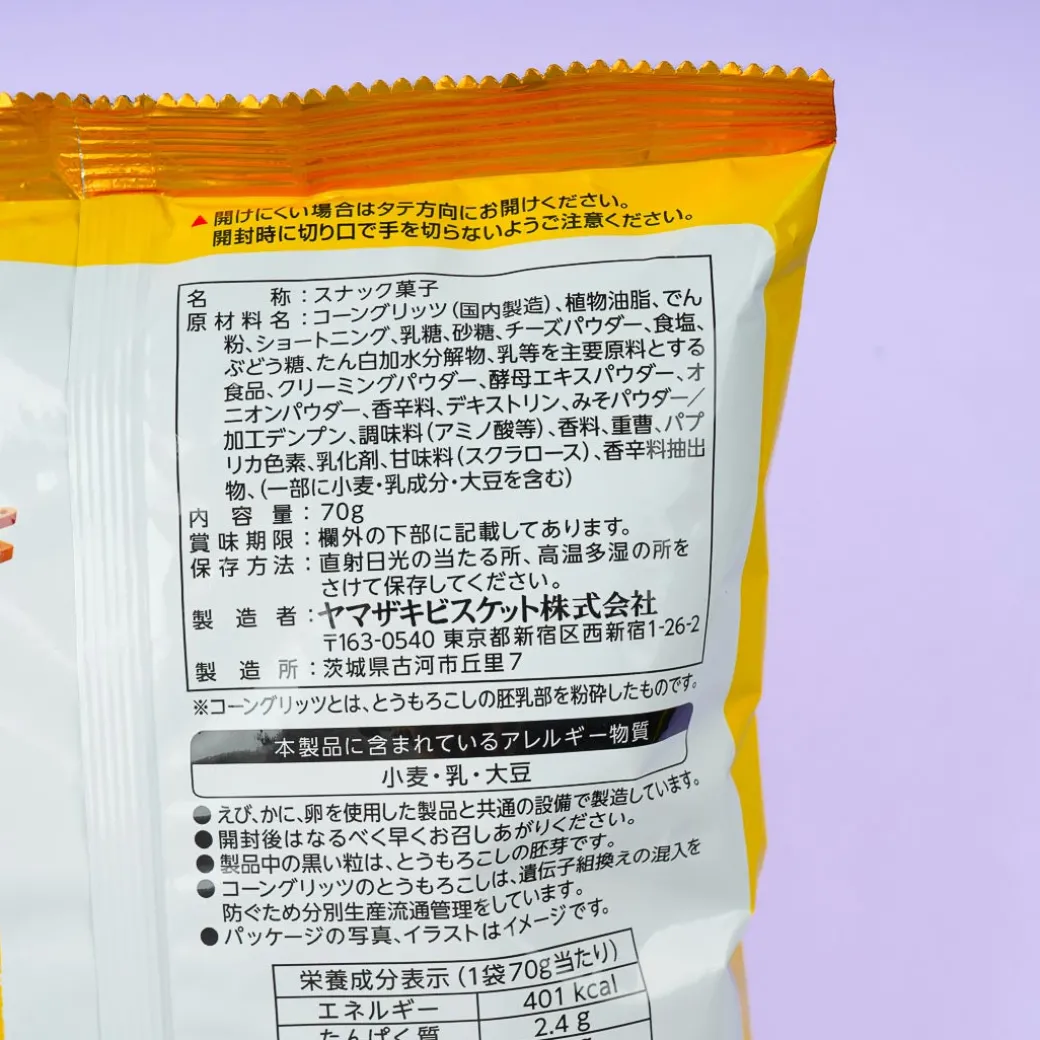 ▲開けにくい場合はタテ方向にお開けください。
開封時に切り口で手を切らないようご注意ください。
名称:スナック菓子
原材料名:コーングリッツ(国内製造)、植物油脂、でん
粉、ショートニング、乳糖、砂糖、チーズパウダー、食塩、
ぶどう糖、たん白加水分解物、乳等を主要原料とする
食品、クリーミングパウダー、酵母エキスパウダー、オ
ニオンパウダー、香辛料、デキストリン、みそパウダー/
加工デンプン、調味料(アミノ酸等)、香料、重曹、パプ
リカ色素、乳化剤、甘味料(スクラロース)、香辛料抽出
物、(一部に小麦・乳成分・大豆を含む)
内容量:70g
賞味期限:欄外の下部に記載してあります。
保存方法:直射日光の当たる所、高温多湿の所を
さけて保存してください。
製造者:ヤマザキビスケット株式会社
〒163-0540 東京都新宿区西新宿1-26-2
製造所:茨城県古河市丘里7
※コーングリッツとは、とうもろこしの胚乳部を粉砕したものです。
本製品に含まれているアレルギー物質
小麦・乳・大豆
●えび、かに、卵を使用した製品と共通の設備で製造しています。
●開封後はなるべく早くお召しあがりください。
●製品中の黒い粒は、とうもろこしの胚芽です。
●コーングリッツのとうもろこしは、遺伝子組換えの混入を
防ぐため分別生産流通管理をしています。
●パッケージの写真、イラストはイメージです。
栄養成分表示(1袋70g当たり)
エネルギー 401 kcal
たんぱく質 2.4 g